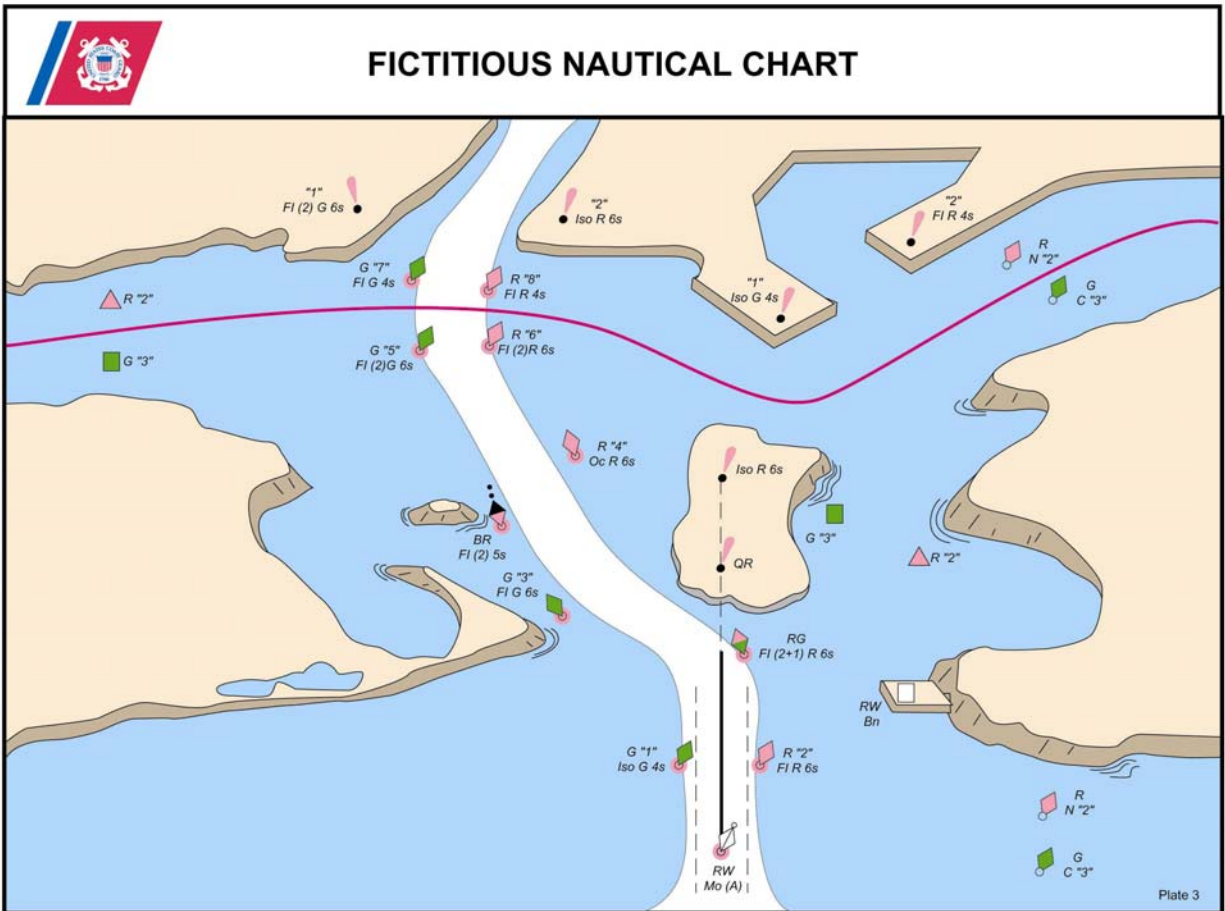 FICTITIOUS NAUTICAL CHART
"1"
Fl (2) G 6s
"2"
Iso R 6s
"2"
Fl R 4s
R
N "2"
G "7"
Fl G 4s
R "8"
Fl R 4s
"1"
Iso G 4s
G
C "3"
R "2"
G "5"
Fl (2)G 6s
R "6"
Fl (2)R 6s
G "3"
R "4"
Oc R 6s
Iso R 6s
BR
Fl (2) 5s
G "3"
R "2"
QR
G "3"
Fl G 6s
RG
Fl (2+1) R 6s
RW
Bn
G "1"
Iso G 4s
R "2"
Fl R 6s
R
N "2"
RW
Mo (A)
G
C "3"
Plate 3